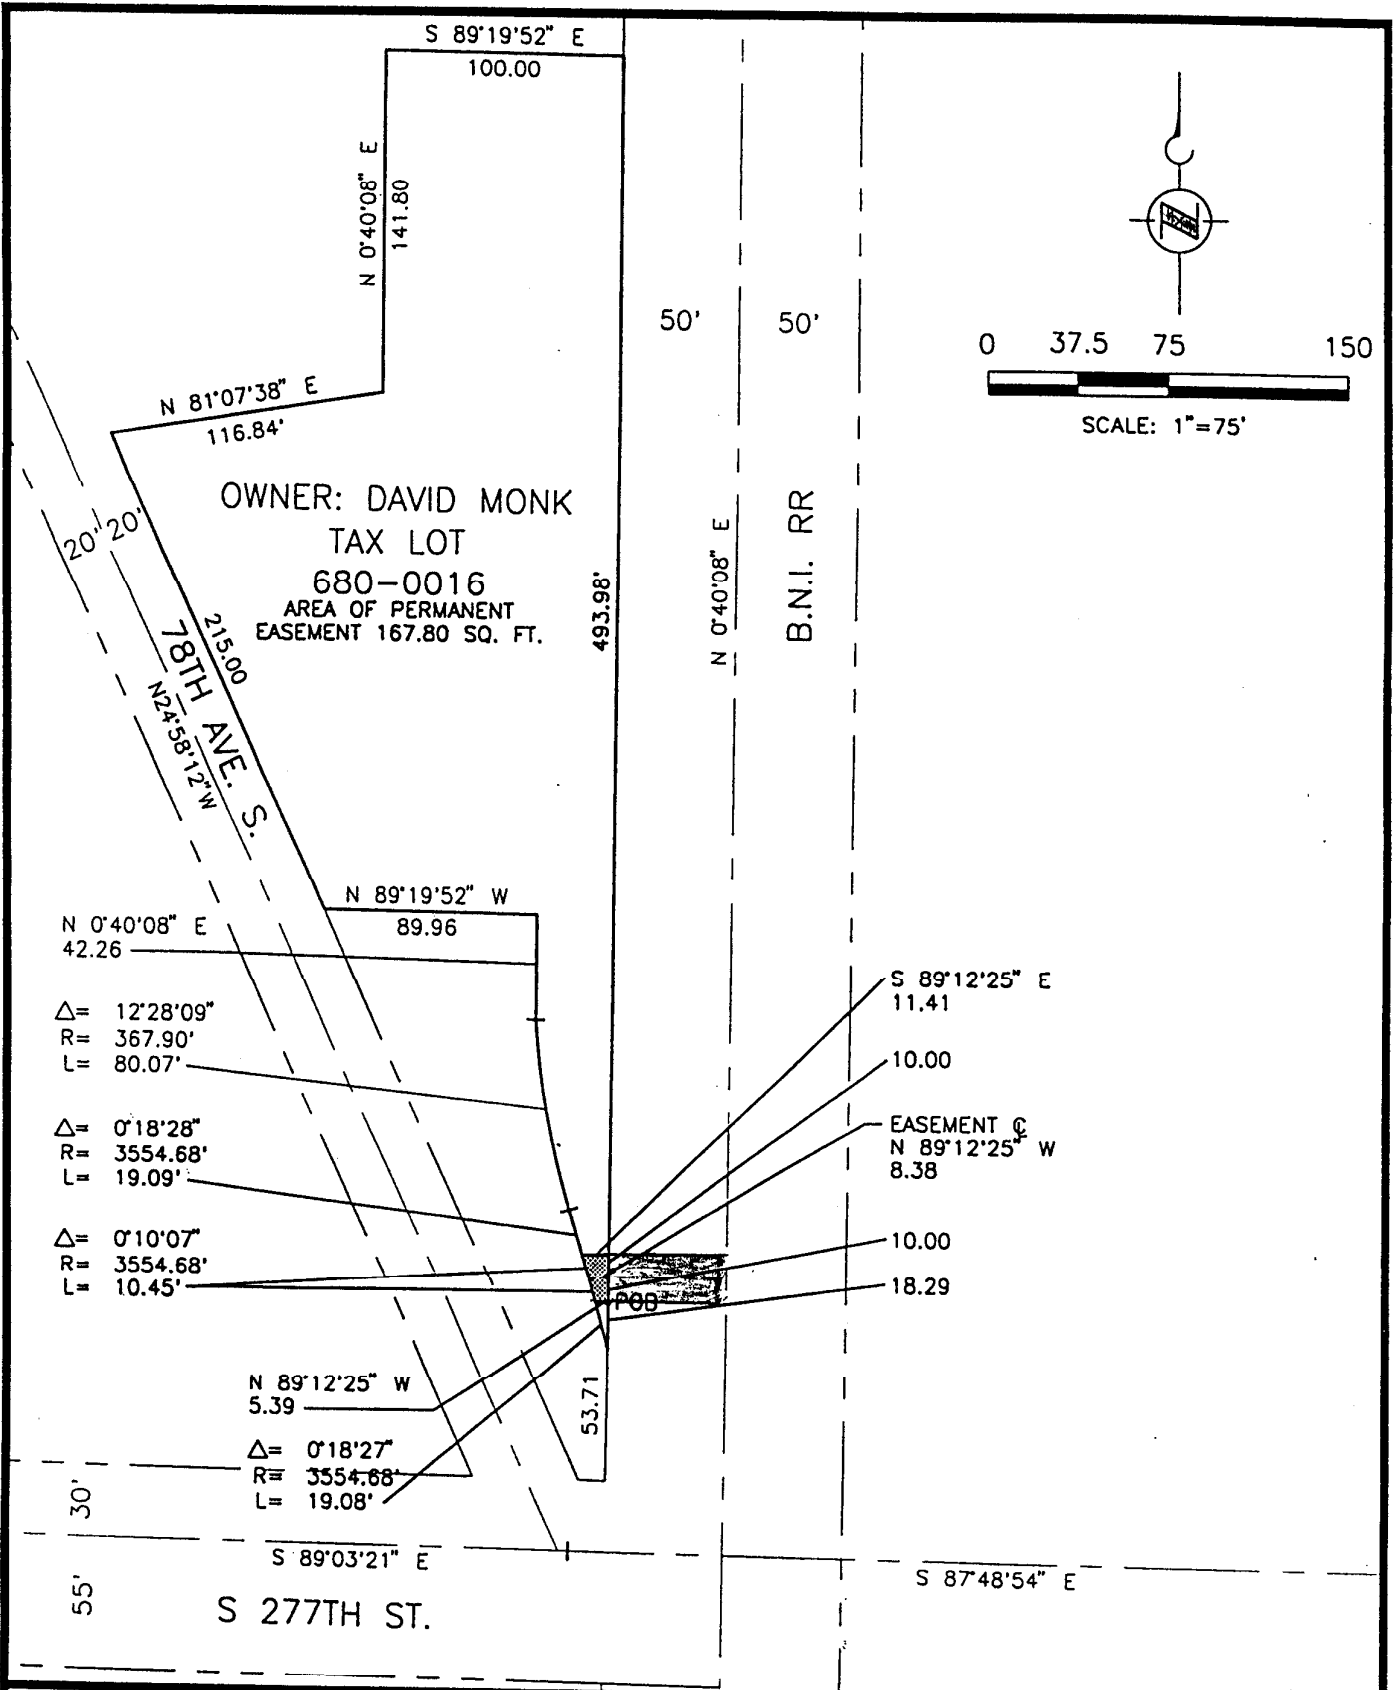 S 89°19'52" E
100.00
N 0°40'08" E
141.80
50'
50'
0 37.5 75 150
SCALE: 1"=75'
N 81°07'38" E
116.84'
OWNER: DAVID MONK
TAX LOT
680-0016
AREA OF PERMANENT
EASEMENT 167.80 SQ. FT.
20' 20'
215.00
78TH AVE. S.
N24°58'12"W
493.98'
N 0°40'08" E
B.N.I. RR
N 89°19'52" W
89.96
N 0°40'08" E
42.26
△= 12°28'09"
R= 367.90'
L= 80.07'
△= 0°18'28"
R= 3554.68'
L= 19.09'
△= 0°10'07"
R= 3554.68'
L= 10.45'
S 89°12'25" E
11.41
10.00
EASEMENT ℄
N 89°12'25" W
8.38
10.00
18.29
POB
N 89°12'25" W
5.39
53.71
△= 0°18'27"
R= 3554.68'
L= 19.08'
30'
S 89°03'21" E
S 87°48'54" E
55'
S 277TH ST.